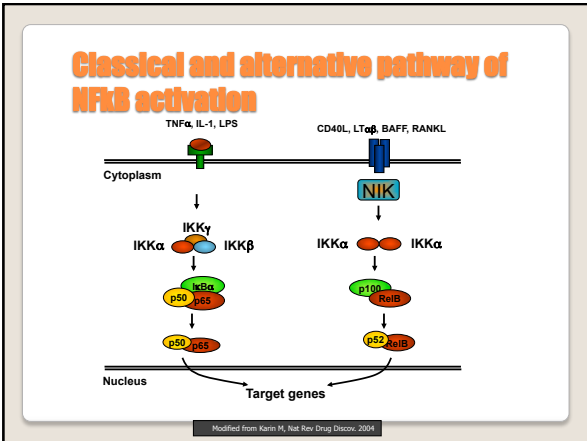 Classical and alternative pathway of
NFkB activation
TNFα, IL-1, LPS
CD40L, LTαβ, BAFF, RANKL
Cytoplasm
NIK
IKKγ
IKKα
IKKβ
IKKα
IKKα
IκBα
p50
p65
p100
RelB
p50
p65
p52
RelB
Nucleus
Target genes
Modified from Karin M, Nat Rev Drug Discov. 2004